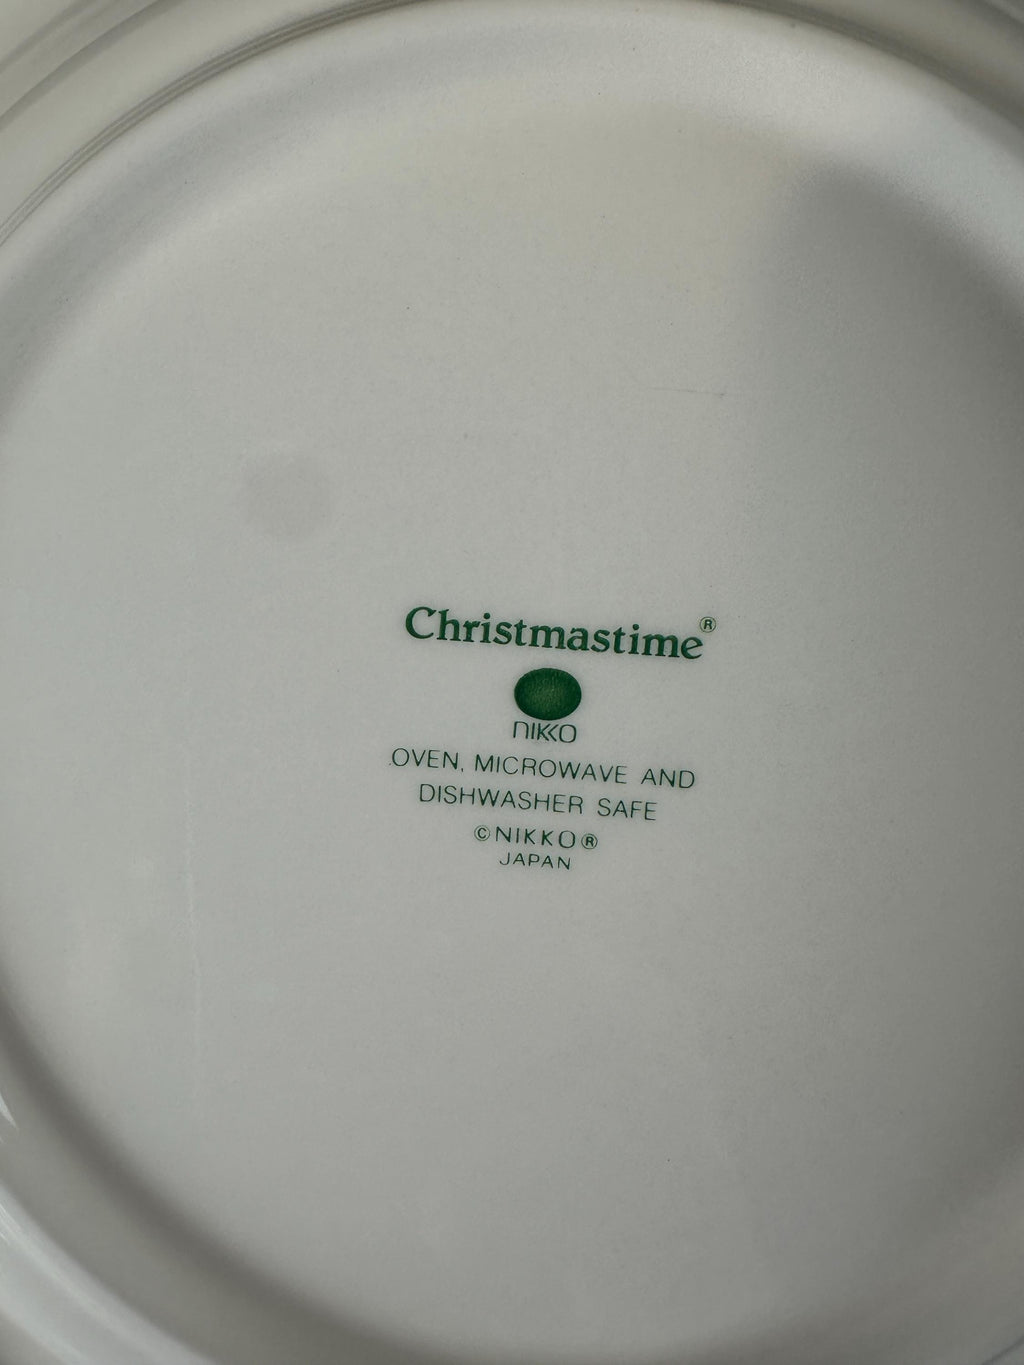 Christmastime®
NIKKO
OVEN, MICROWAVE AND
DISHWASHER SAFE
©NIKKO®
JAPAN